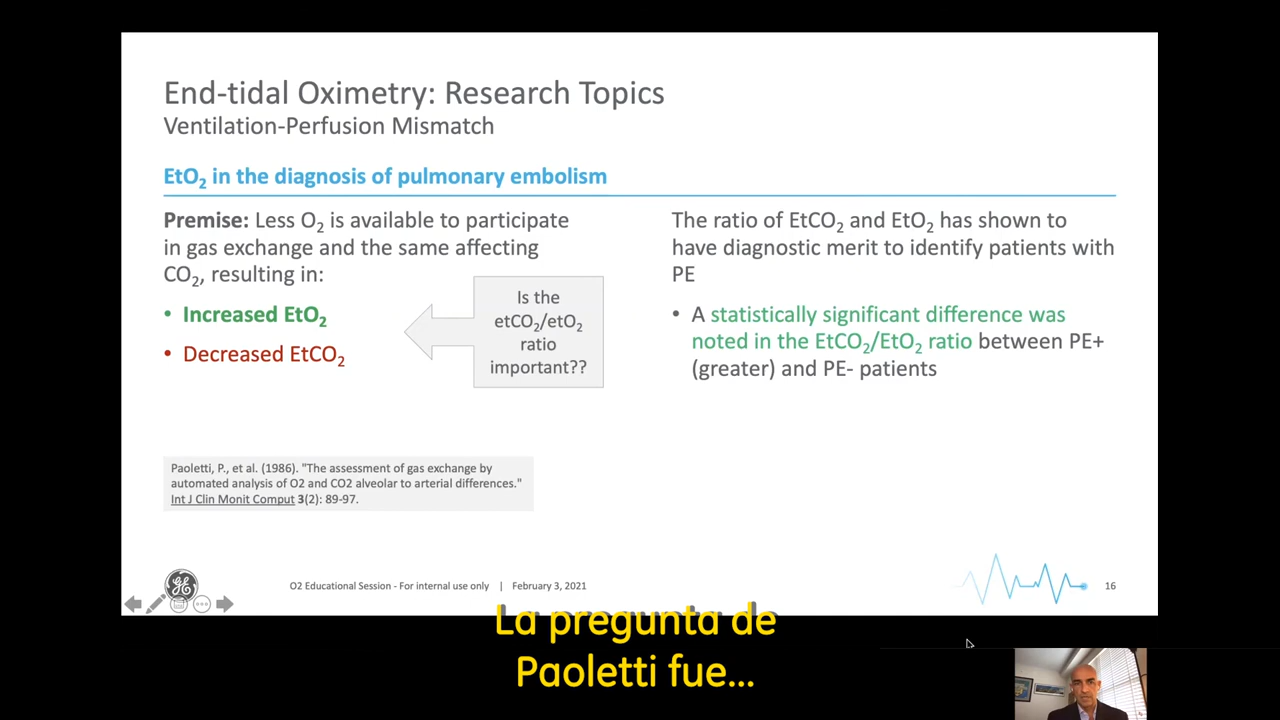 End-tidal Oximetry: Research Topics
Ventilation-Perfusion Mismatch
EtO₂ in the diagnosis of pulmonary embolism
Premise: Less O₂ is available to participate
in gas exchange and the same affecting
CO₂, resulting in:
• Increased EtO₂
• Decreased EtCO₂
Is the
etCO₂/etO₂
ratio
important??
The ratio of EtCO₂ and EtO₂ has shown to
have diagnostic merit to identify patients with
PE
• A statistically significant difference was
noted in the EtCO₂/EtO₂ ratio between PE+
(greater) and PE- patients
Paoletti, P., et al. (1986). "The assessment of gas exchange by
automated analysis of O2 and CO2 alveolar to arterial differences."
Int J Clin Monit Comput 3(2): 89-97.
GE
O2 Educational Session - For internal use only | February 3, 2021
16
La pregunta de
Paoletti fue...